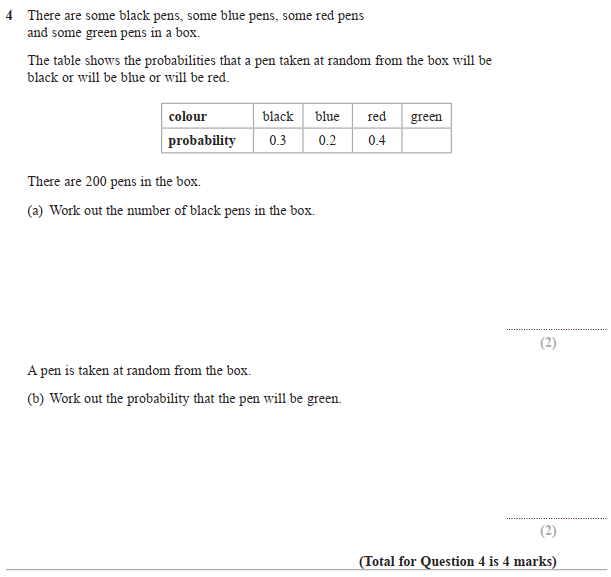 4 There are some black pens, some blue pens, some red pens
and some green pens in a box.
The table shows the probabilities that a pen taken at random from the box will be
black or will be blue or will be red.
colour black blue red green
probability 0.3 0.2 0.4
There are 200 pens in the box.
(a) Work out the number of black pens in the box.
(2)
A pen is taken at random from the box.
(b) Work out the probability that the pen will be green.
(2)
(Total for Question 4 is 4 marks)